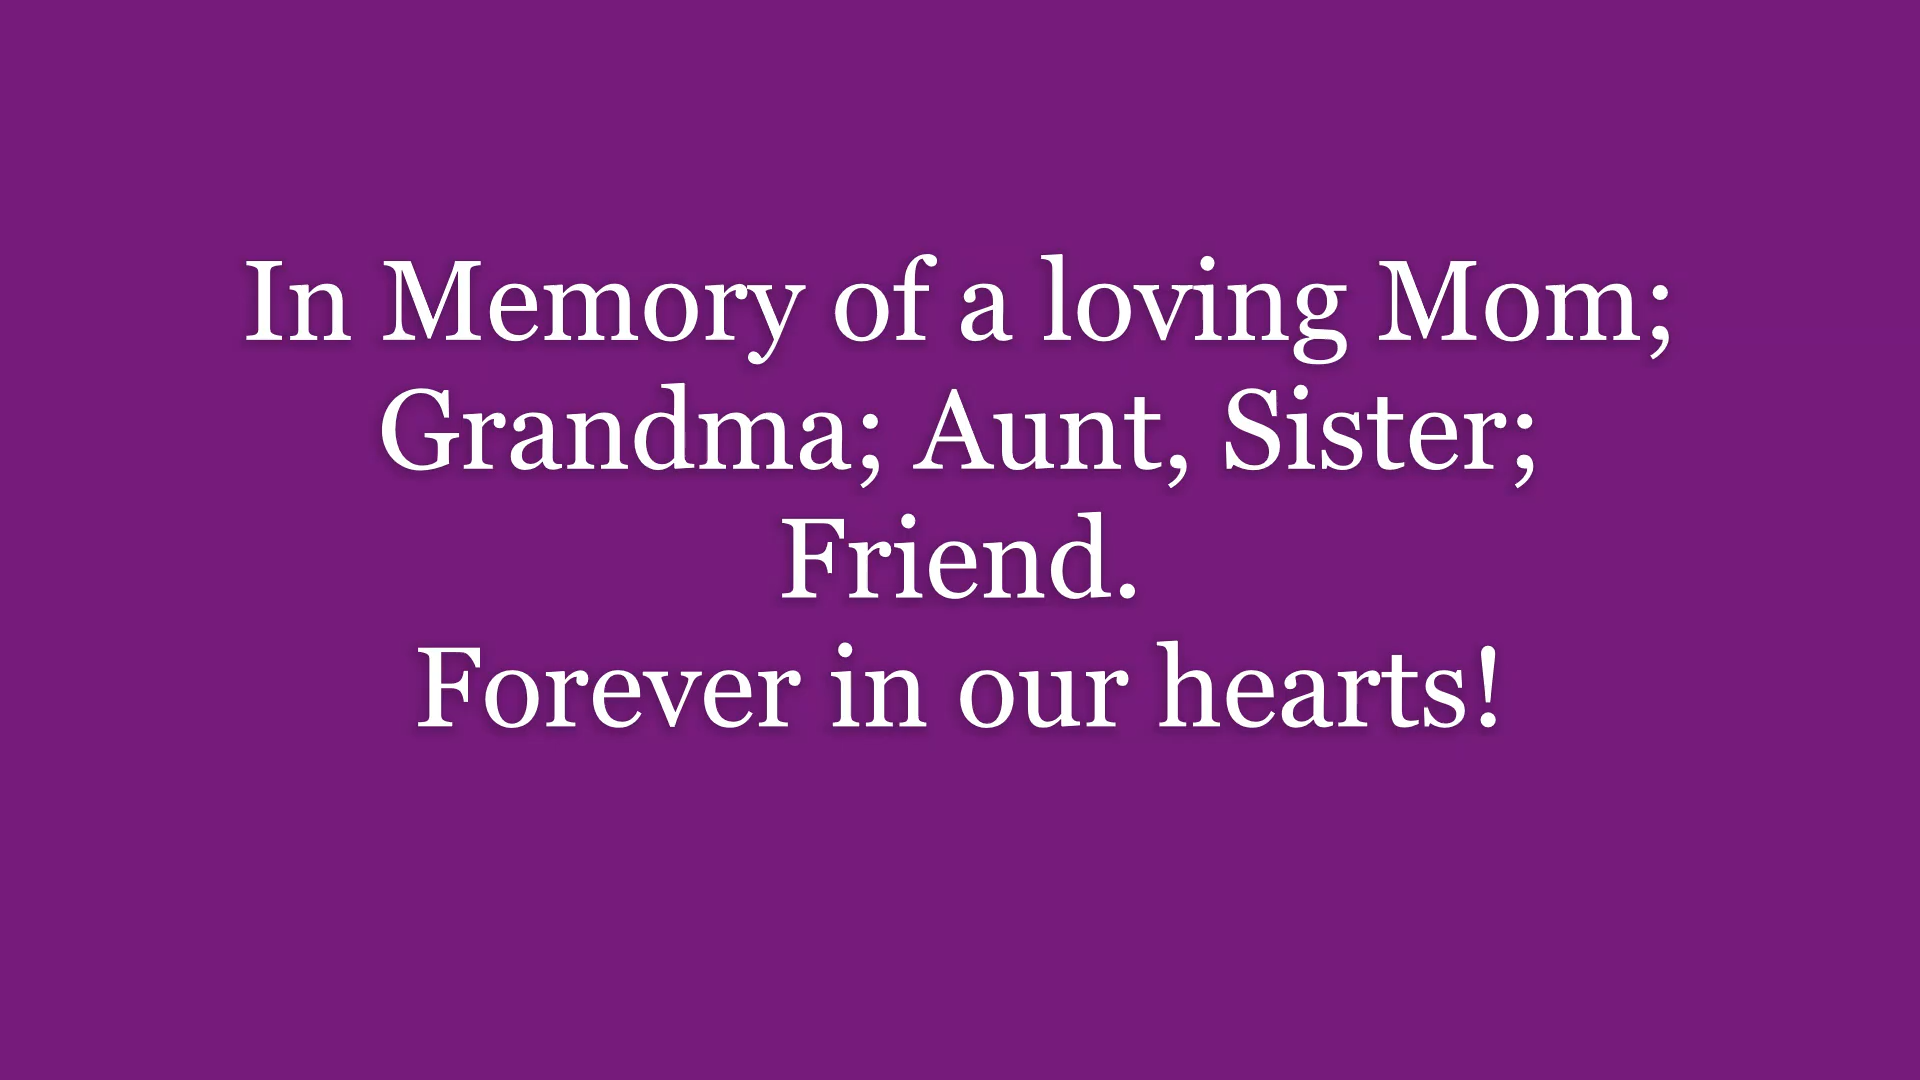 In Memory of a loving Mom;
Grandma; Aunt, Sister;
Friend.
Forever in our hearts!